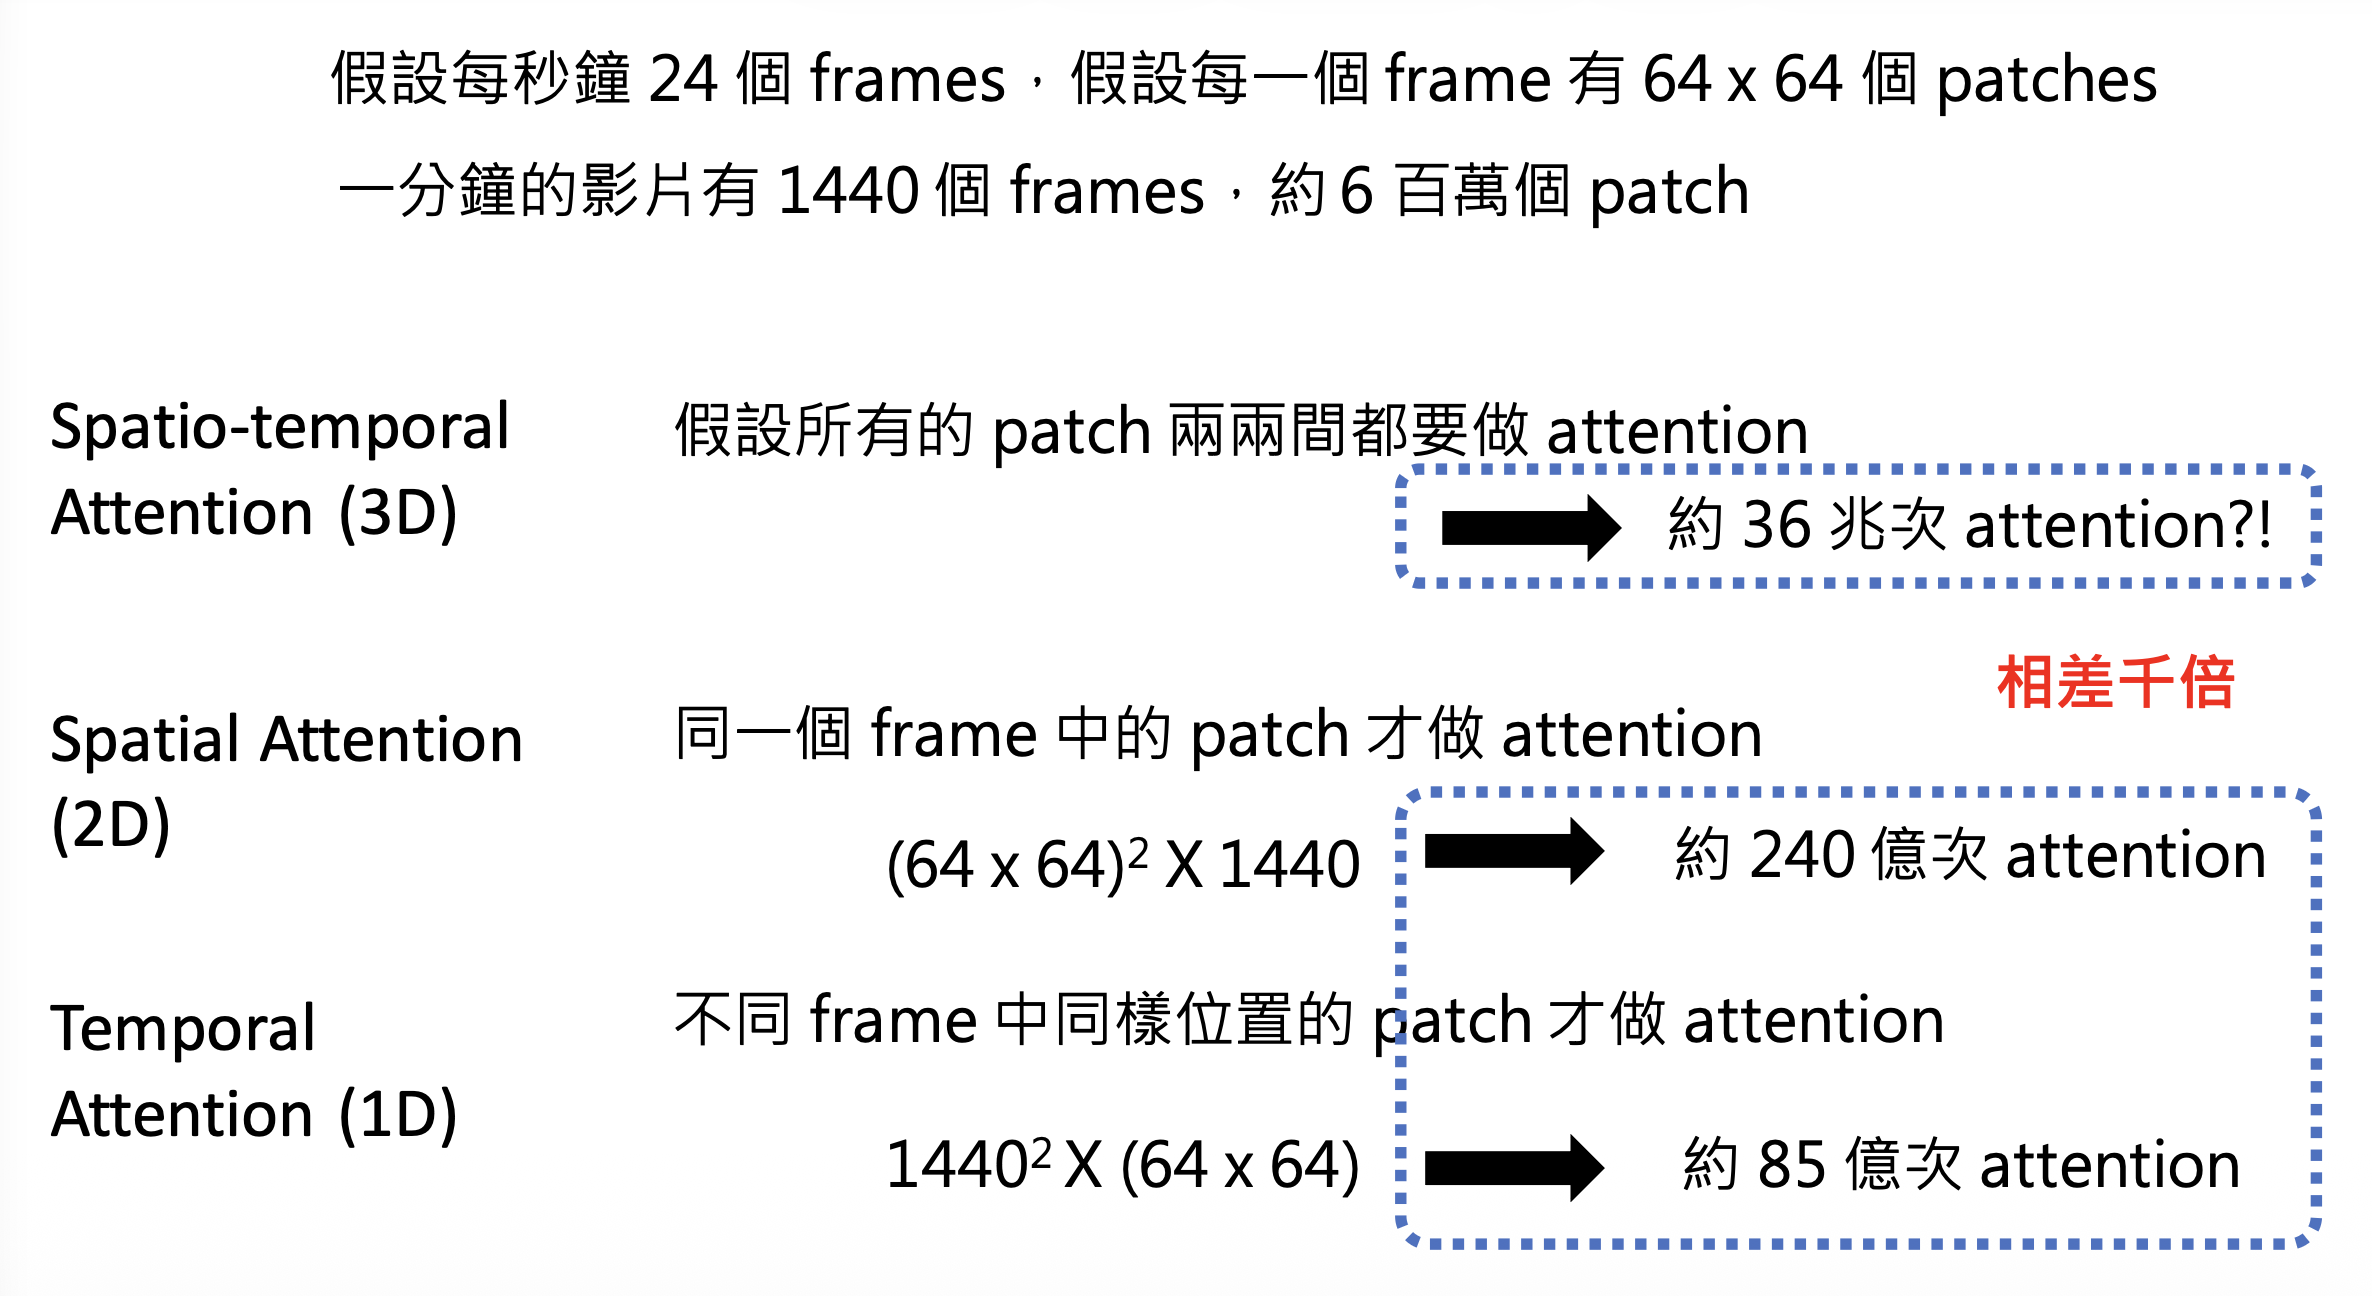 假設每秒鐘 24 個 frames，假設每一個 frame 有 64 x 64 個 patches
一分鐘的影片有 1440 個 frames，約 6 百萬個 patch
Spatio-temporal
Attention (3D)
假設所有的 patch 兩兩間都要做 attention
約 36 兆次 attention?!
相差千倍
Spatial Attention
(2D)
同一個 frame 中的 patch 才做 attention
(64 x 64)² X 1440
約 240 億次 attention
Temporal
Attention (1D)
不同 frame 中同樣位置的 patch 才做 attention
1440² X (64 x 64)
約 85 億次 attention